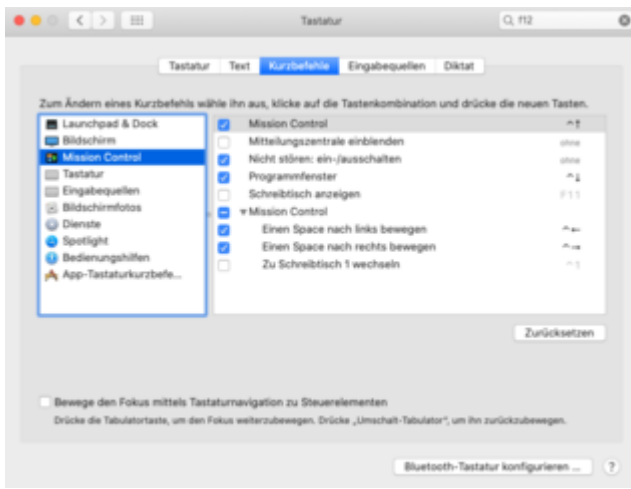 Tastatur
f12
Tastatur Text Kurzbefehle Eingabequellen Diktat
Zum Ändern eines Kurzbefehls wähle ihn aus, klicke auf die Tastenkombination und drücke die neuen Tasten.
Launchpad & Dock
Bildschirm
Mission Control
Tastatur
Eingabequellen
Bildschirmfotos
Dienste
Spotlight
Bedienungshilfen
App-Tastaturkurzbefe...
Mission Control ^↑
Mitteilungszentrale einblenden ohne
Nicht stören: ein-/ausschalten ohne
Programmfenster ^↓
Schreibtisch anzeigen F11
Mission Control
Einen Space nach links bewegen ^←
Einen Space nach rechts bewegen ^→
Zu Schreibtisch 1 wechseln ^1
Zurücksetzen
Bewege den Fokus mittels Tastaturnavigation zu Steuerelementen
Drücke die Tabulatortaste, um den Fokus weiterzubewegen. Drücke „Umschalt-Tabulator“, um ihn zurückzubewegen.
Bluetooth-Tastatur konfigurieren ... ?